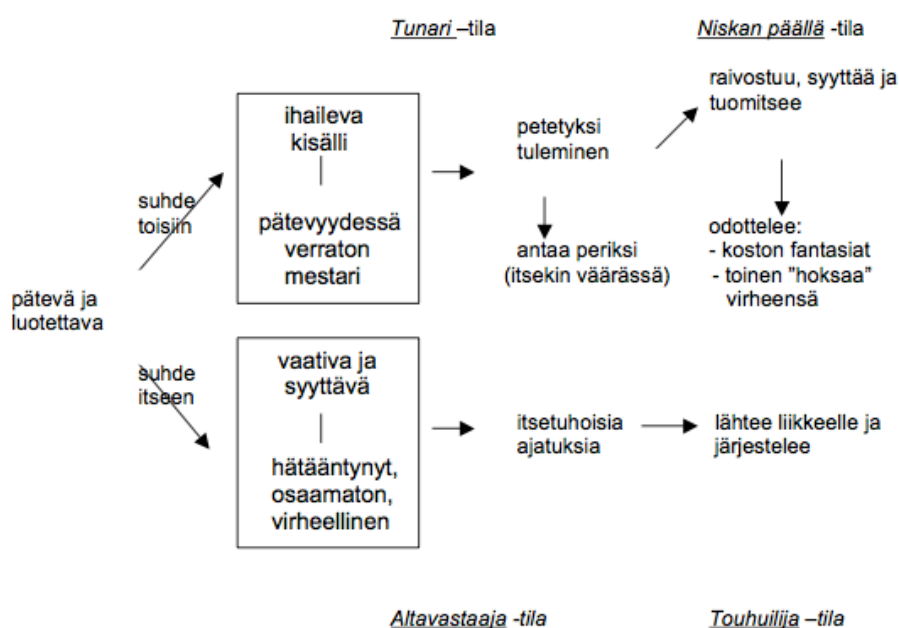 Tunari –tila
Niskan päällä -tila
raivostuu, syyttää ja
tuomitsee
ihaileva
kisälli
petetyksi
tuleminen
suhde
toisiin
pätevyydessä
verraton
mestari
antaa periksi
(itsekin väärässä)
odottelee:
- koston fantasiat
- toinen "hoksaa”
virheensä
pätevä ja
luotettava
suhde
itseen
vaativa ja
syyttävä
hätääntynyt,
osaamaton,
virheellinen
itsetuhoisia
ajatuksia
lähtee liikkeelle ja
järjestelee
Altavastaaja -tila
Touhuilija –tila